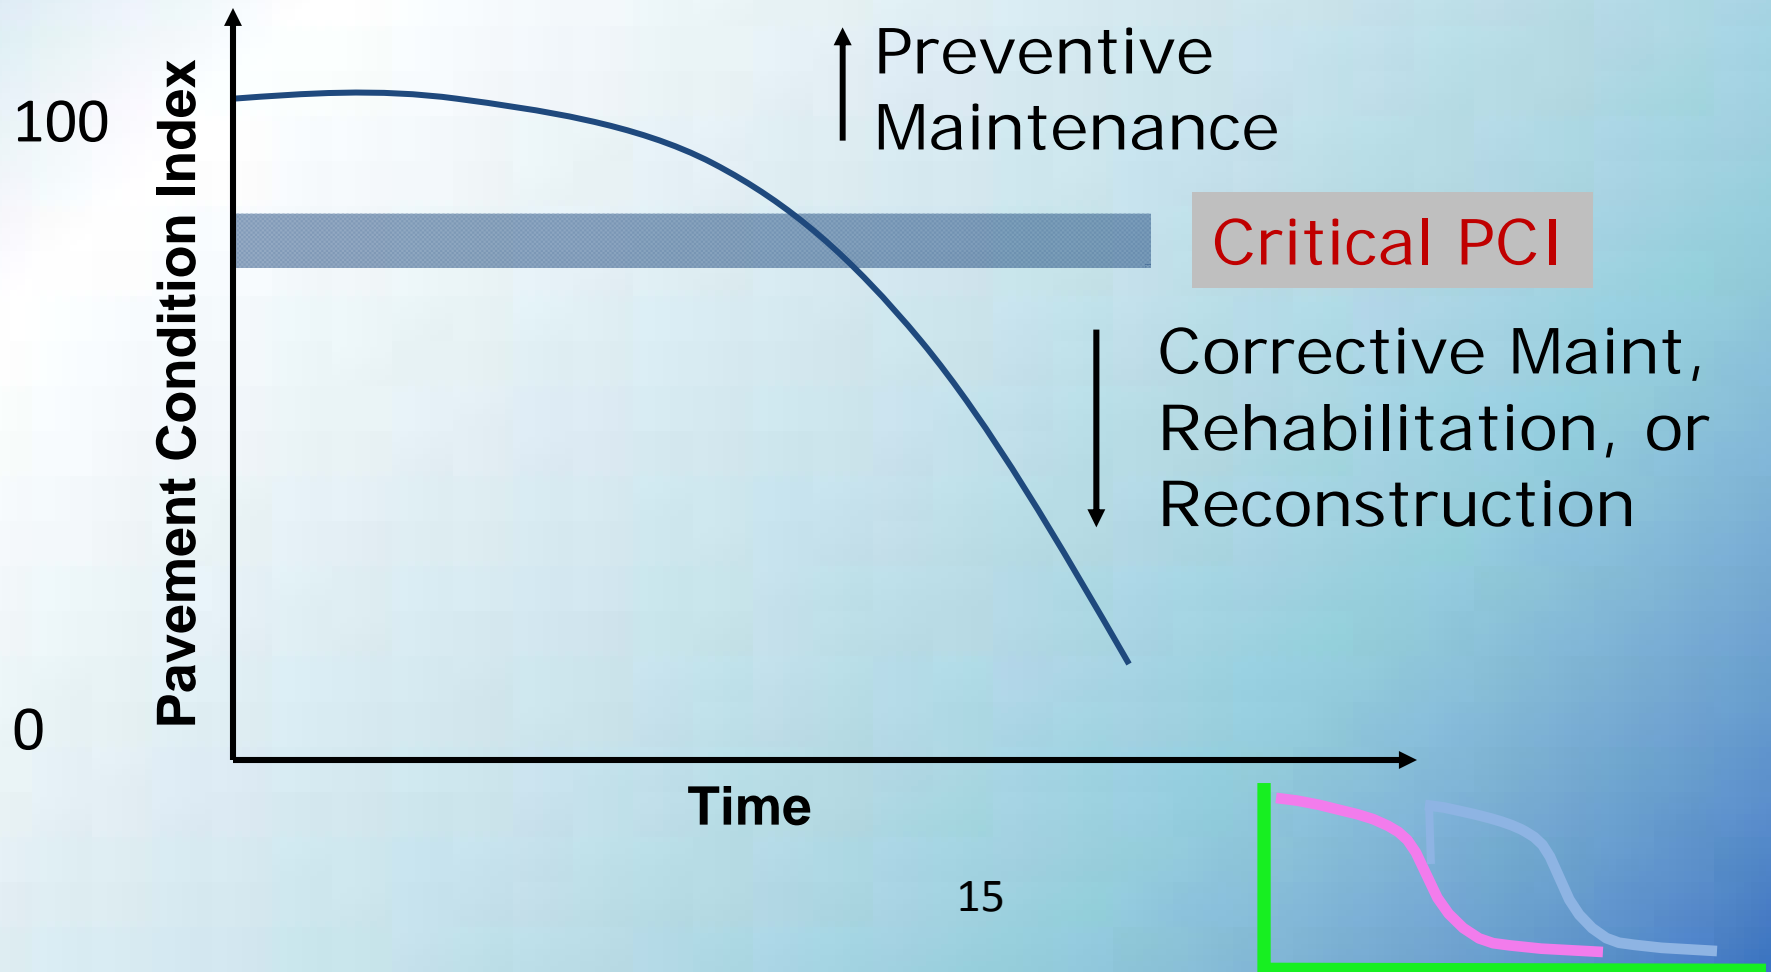 Preventive
Maintenance
100
Pavement Condition Index
Critical PCI
Corrective Maint,
Rehabilitation, or
Reconstruction
0
Time
15